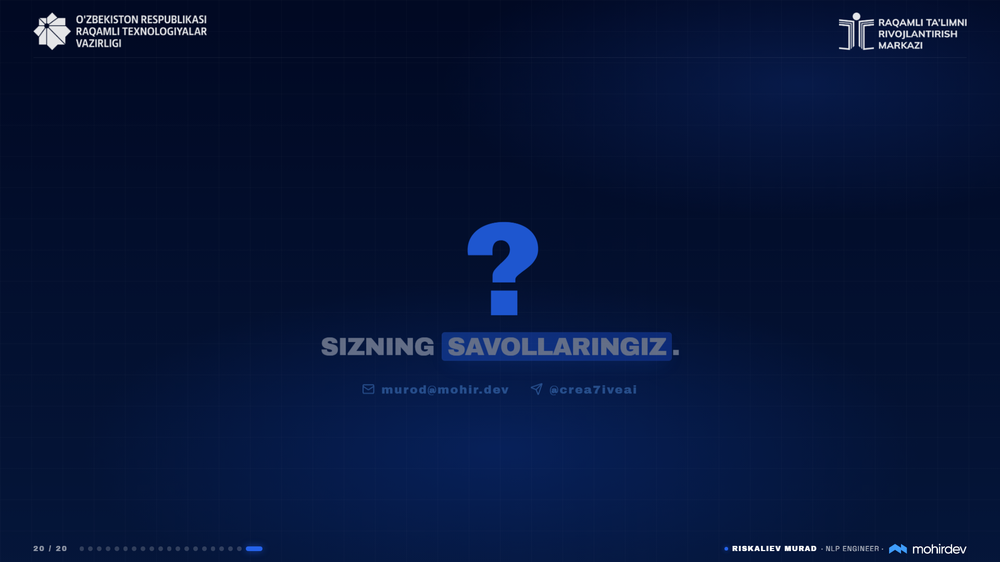 O'ZBEKISTON RESPUBLIKASI
RAQAMLI TEXNOLOGIYALAR
VAZIRLIGI
RAQAMLI TA'LIMNI
RIVOJLANTIRISH
MARKAZI
?
SIZNING SAVOLLARINGIZ.
murod@mohir.dev @crea7iveai
20 / 20
RISKALIEV MURAD · NLP ENGINEER · mohirdev